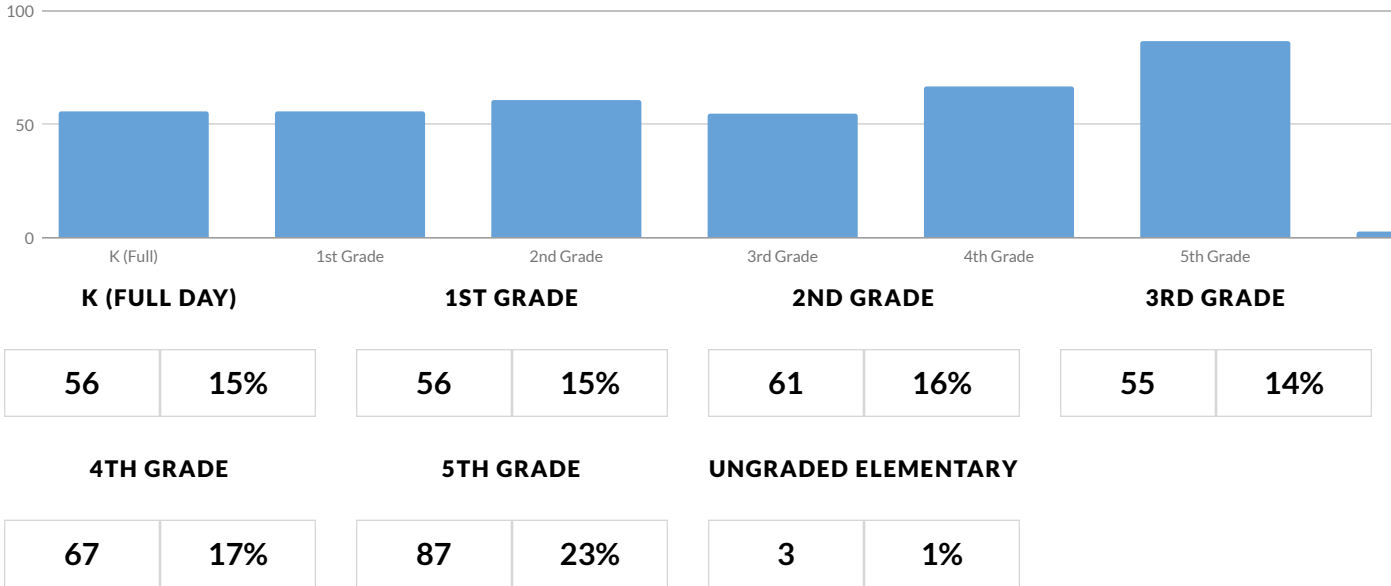 100
50
0
K (Full) 1st Grade 2nd Grade 3rd Grade 4th Grade 5th Grade
K (FULL DAY) 1ST GRADE 2ND GRADE 3RD GRADE
56 15% 56 15% 61 16% 55 14%
4TH GRADE 5TH GRADE UNGRADED ELEMENTARY
67 17% 87 23% 3 1%